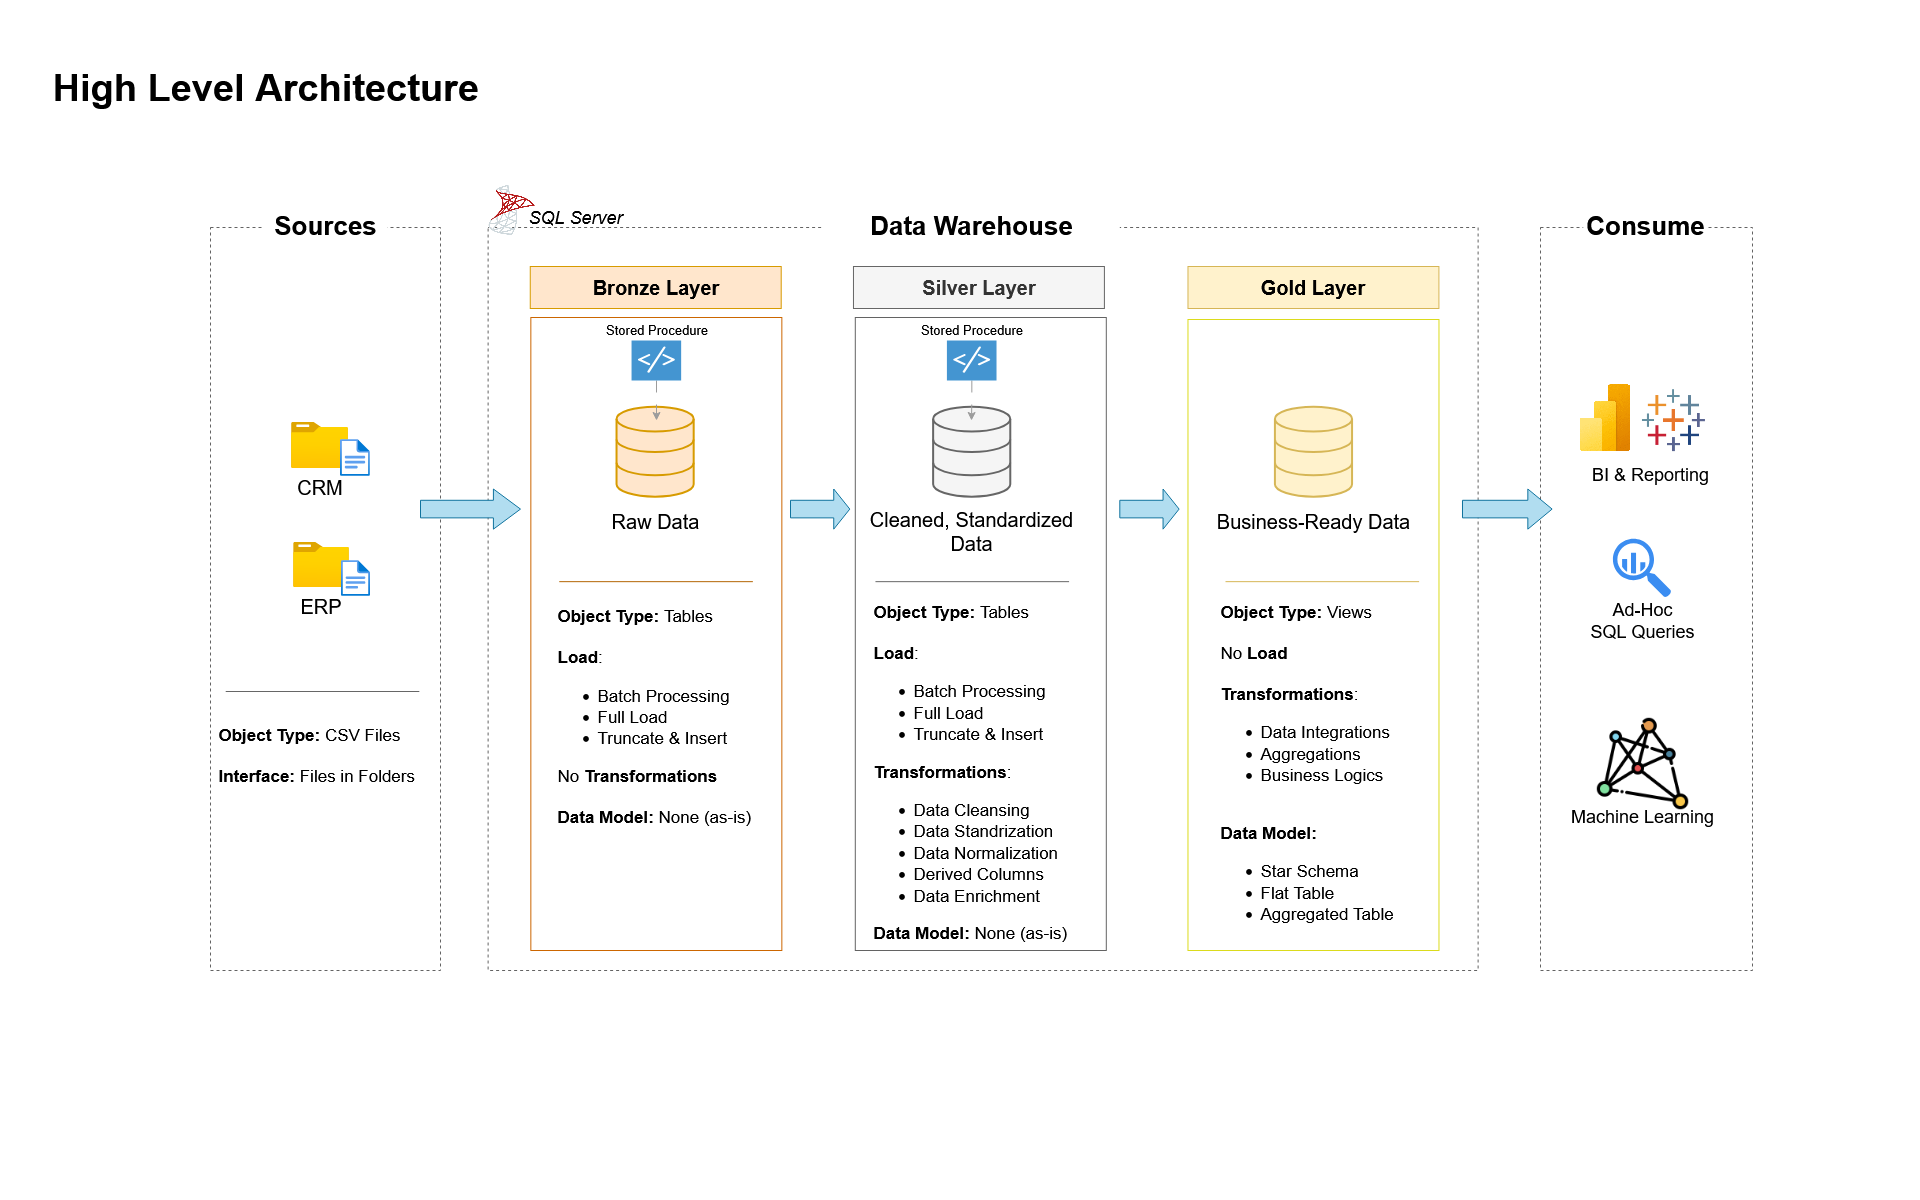 High Level Architecture
Sources
CRM
ERP
Object Type: CSV Files
Interface: Files in Folders
SQL Server
Data Warehouse
Bronze Layer
Stored Procedure
Raw Data
Object Type: Tables
Load:
• Batch Processing
• Full Load
• Truncate & Insert
No Transformations
Data Model: None (as-is)
Silver Layer
Stored Procedure
Cleaned, Standardized
Data
Object Type: Tables
Load:
• Batch Processing
• Full Load
• Truncate & Insert
Transformations:
• Data Cleansing
• Data Standrization
• Data Normalization
• Derived Columns
• Data Enrichment
Data Model: None (as-is)
Gold Layer
Business-Ready Data
Object Type: Views
No Load
Transformations:
• Data Integrations
• Aggregations
• Business Logics
Data Model:
• Star Schema
• Flat Table
• Aggregated Table
Consume
BI & Reporting
Ad-Hoc
SQL Queries
Machine Learning